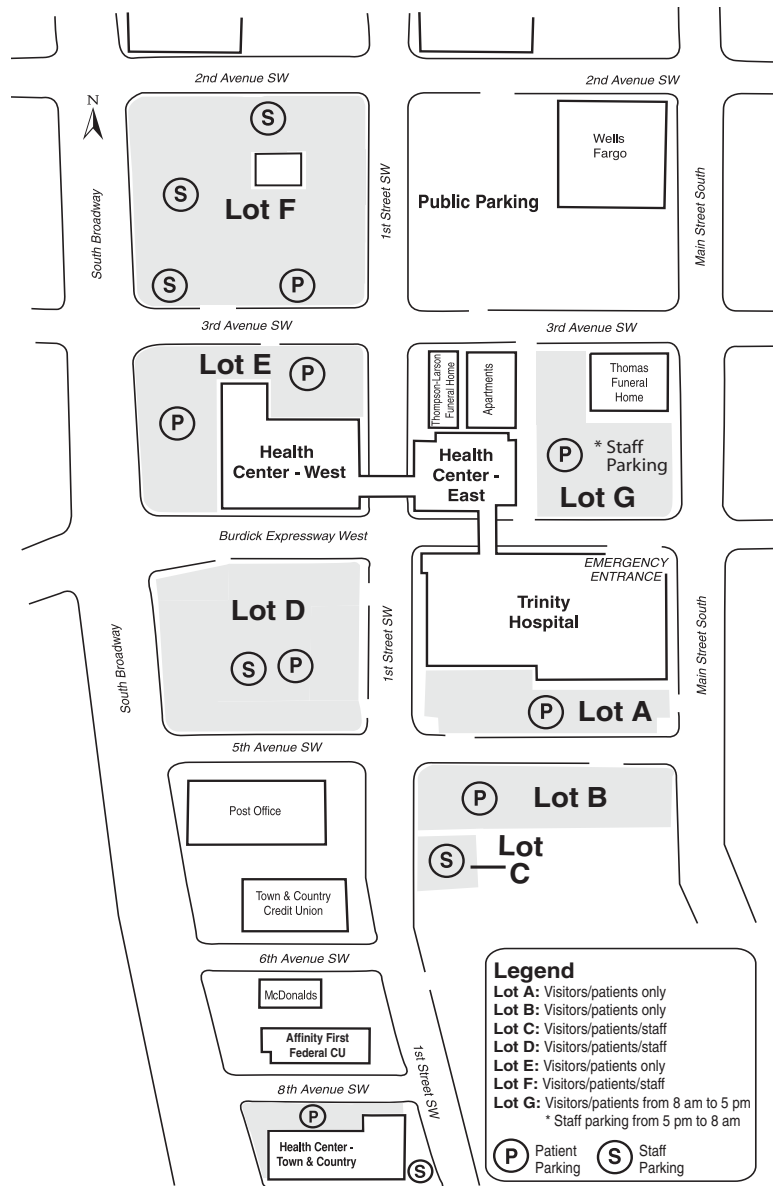 2nd Avenue SW
2nd Avenue SW
N
S
Wells
Fargo
S
Lot F
Public Parking
South Broadway
1st Street SW
Main Street South
S
P
3rd Avenue SW
3rd Avenue SW
Lot E
P
P
Thompson-Larson
Funeral Home
Apartments
Thomas
Funeral
Home
Health
Center - West
Health
Center -
East
P
* Staff
Parking
Lot G
Burdick Expressway West
EMERGENCY
ENTRANCE
Lot D
S
P
Trinity
Hospital
South Broadway
1st Street SW
Main Street South
P
Lot A
5th Avenue SW
Post Office
P
Lot B
S
Lot
C
Town & Country
Credit Union
6th Avenue SW
McDonalds
Affinity First
Federal CU
1st Street SW
8th Avenue SW
P
Health Center -
Town & Country
S
Legend
Lot A: Visitors/patients only
Lot B: Visitors/patients only
Lot C: Visitors/patients/staff
Lot D: Visitors/patients/staff
Lot E: Visitors/patients only
Lot F: Visitors/patients/staff
Lot G: Visitors/patients from 8 am to 5 pm
* Staff parking from 5 pm to 8 am
P Patient
Parking
S Staff
Parking